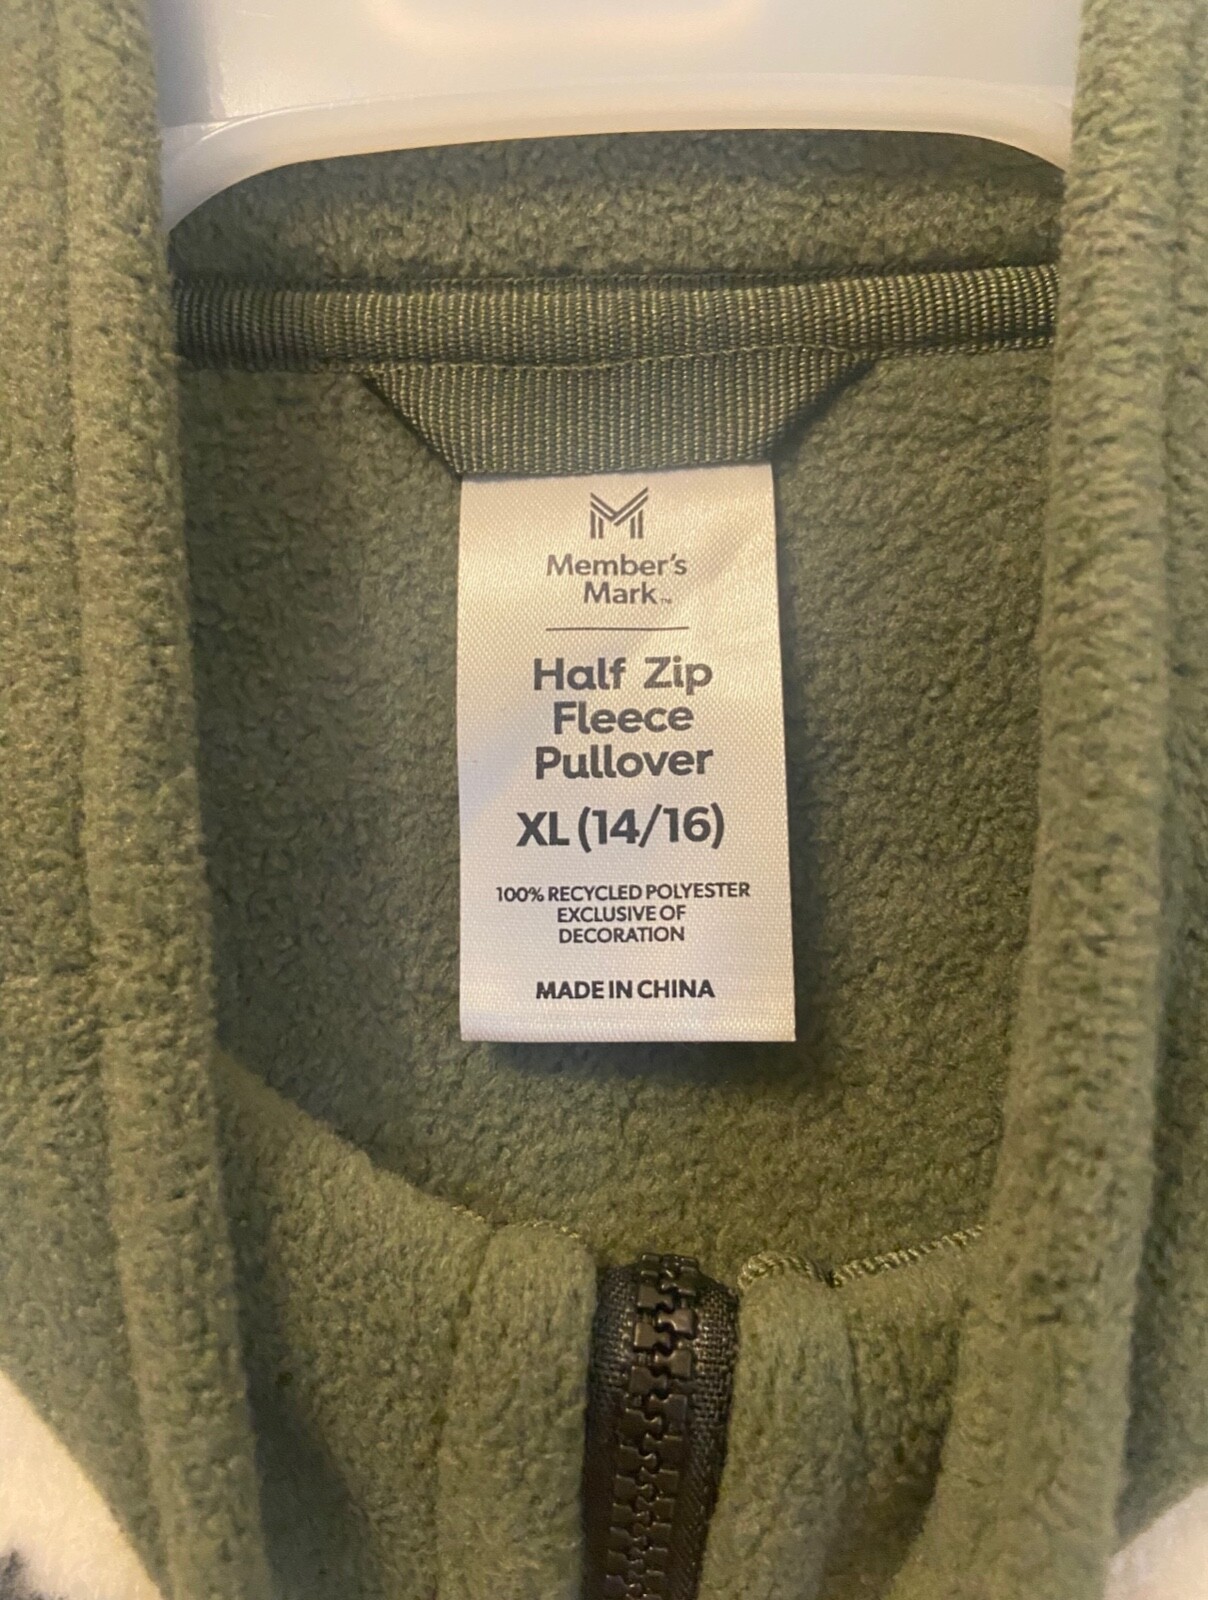 Member's
Mark™
Half Zip
Fleece
Pullover
XL (14/16)
100% RECYCLED POLYESTER
EXCLUSIVE OF
DECORATION
MADE IN CHINA